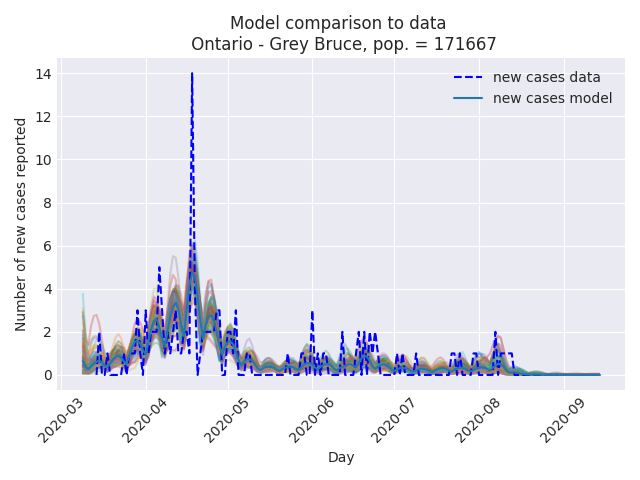 Model comparison to data
Ontario - Grey Bruce, pop. = 171667
new cases data
new cases model
Number of new cases reported
14
12
10
8
6
4
2
0
2020-03
2020-04
2020-05
2020-06
2020-07
2020-08
2020-09
Day